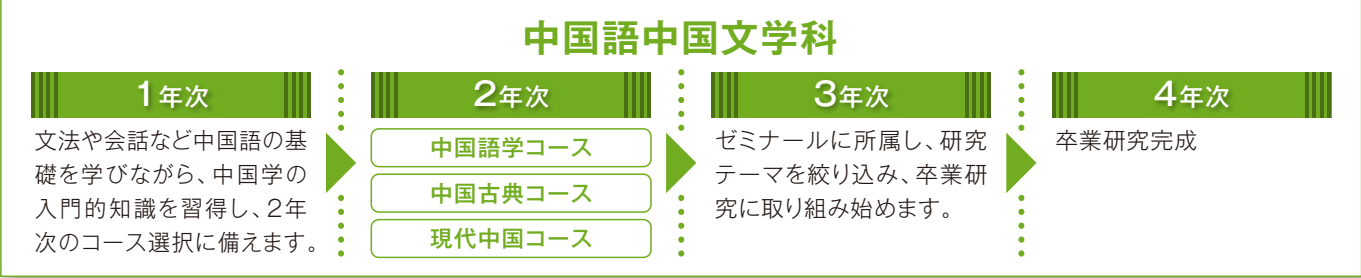 中国語中国文学科
1年次
文法や会話など中国語の基
礎を学びながら、中国学の
入門的知識を習得し、2年
次のコース選択に備えます。
2年次
中国語学コース
中国古典コース
現代中国コース
3年次
ゼミナールに所属し、研究
テーマを絞り込み、卒業研
究に取り組み始めます。
4年次
卒業研究完成